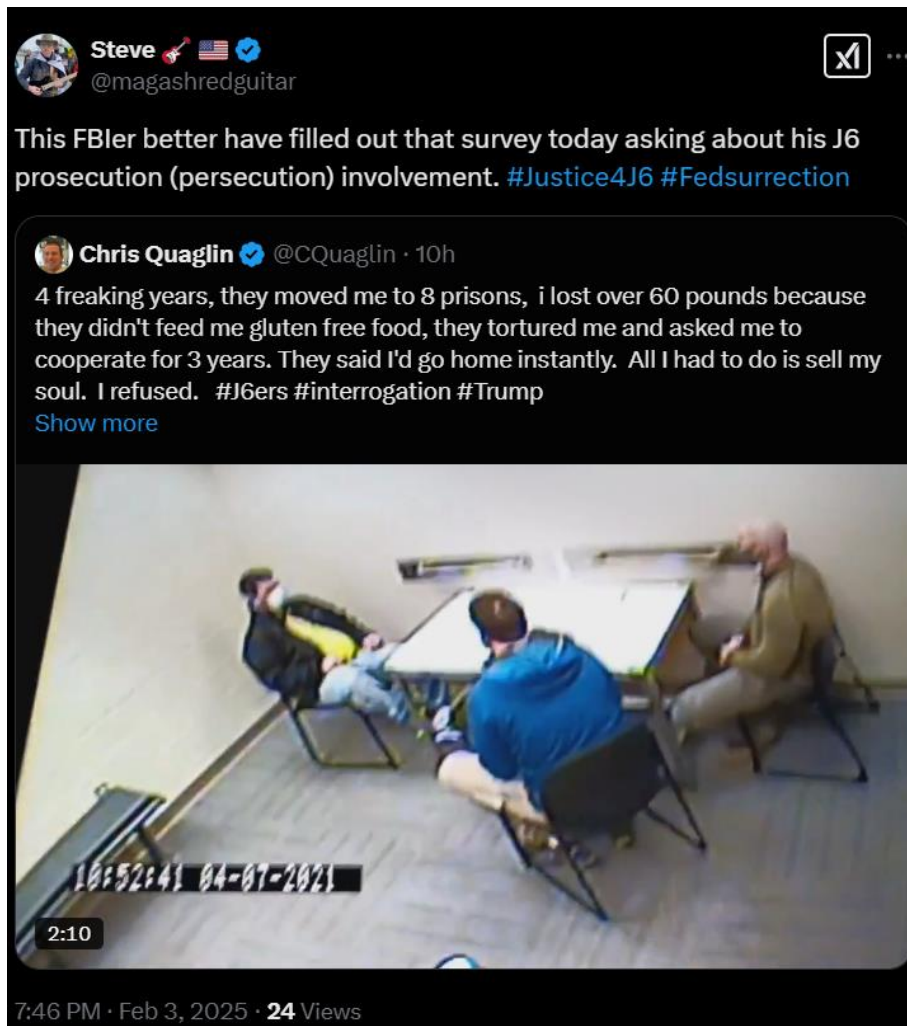 Steve
@magashredguitar
This FBIer better have filled out that survey today asking about his J6
prosecution (persecution) involvement. #Justice4J6 #Fedsurrection
Chris Quaglin @CQuaglin · 10h
4 freaking years, they moved me to 8 prisons, i lost over 60 pounds because
they didn't feed me gluten free food, they tortured me and asked me to
cooperate for 3 years. They said I'd go home instantly. All I had to do is sell my
soul. I refused. #J6ers #interrogation #Trump
Show more
10:52:41 04-07-2021
2:10
7:46 PM · Feb 3, 2025 · 24 Views